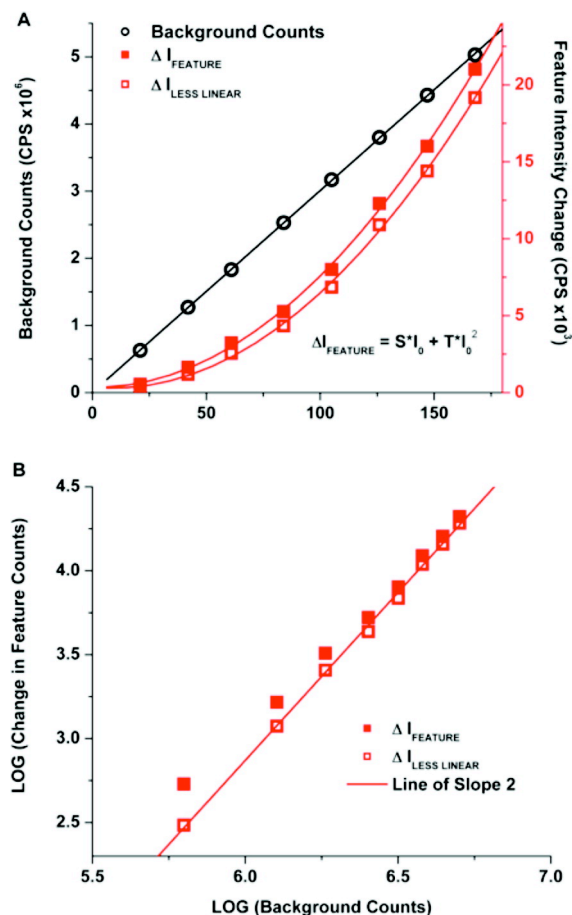 A
Background Counts
Δ I FEATURE
Δ I LESS LINEAR
Background Counts (CPS x10⁶)
5
4
3
2
1
0
0
50
100
150
Feature Intensity Change (CPS x10³)
20
15
10
5
0
ΔI FEATURE = S*I₀ + T*I₀²
B
LOG (Change in Feature Counts)
4.5
4.0
3.5
3.0
2.5
Δ I FEATURE
Δ I LESS LINEAR
Line of Slope 2
5.5
6.0
6.5
7.0
LOG (Background Counts)